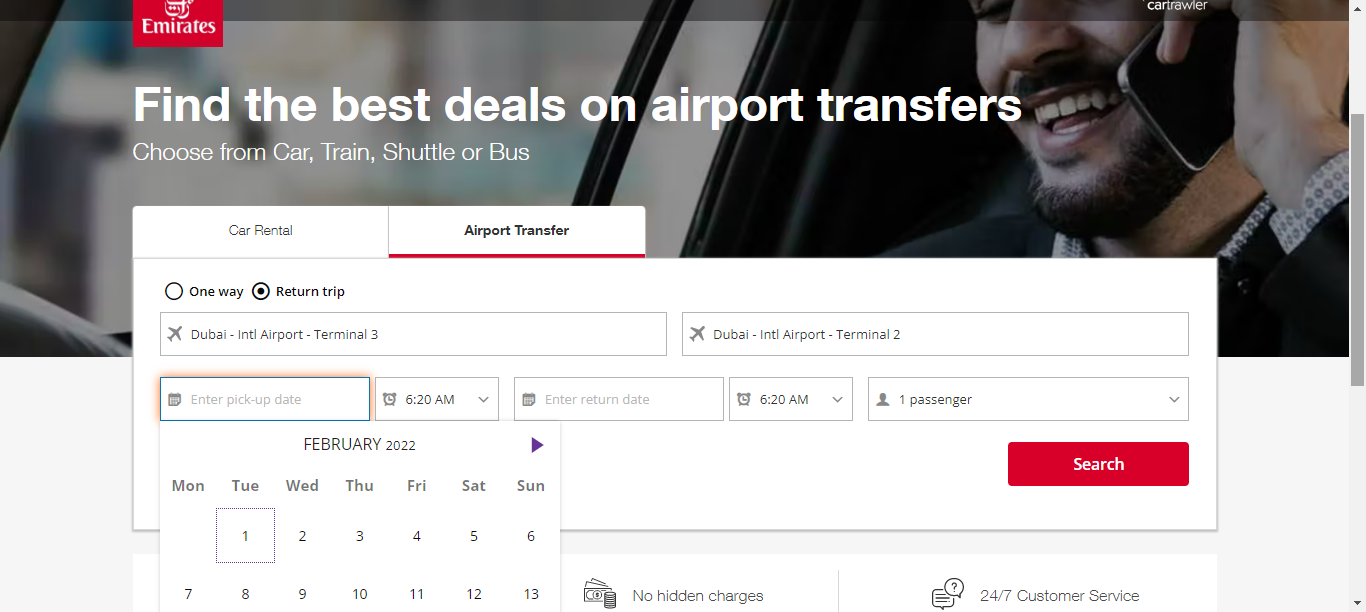 Emirates
cartrawler
Find the best deals on airport transfers
Choose from Car, Train, Shuttle or Bus
Car Rental
Airport Transfer
One way
Return trip
Dubai - Intl Airport - Terminal 3
Dubai - Intl Airport - Terminal 2
Enter pick-up date
6:20 AM
Enter return date
6:20 AM
1 passenger
FEBRUARY 2022
Mon Tue Wed Thu Fri Sat Sun
1 2 3 4 5 6
7 8 9 10 11 12 13
Search
No hidden charges
24/7 Customer Service